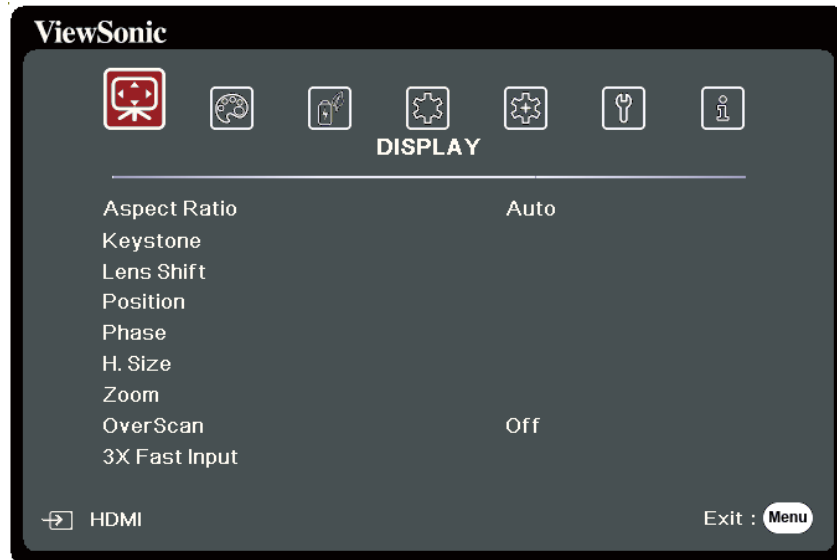 ViewSonic
DISPLAY
Aspect Ratio Auto
Keystone
Lens Shift
Position
Phase
H. Size
Zoom
OverScan Off
3X Fast Input
HDMI Exit : Menu